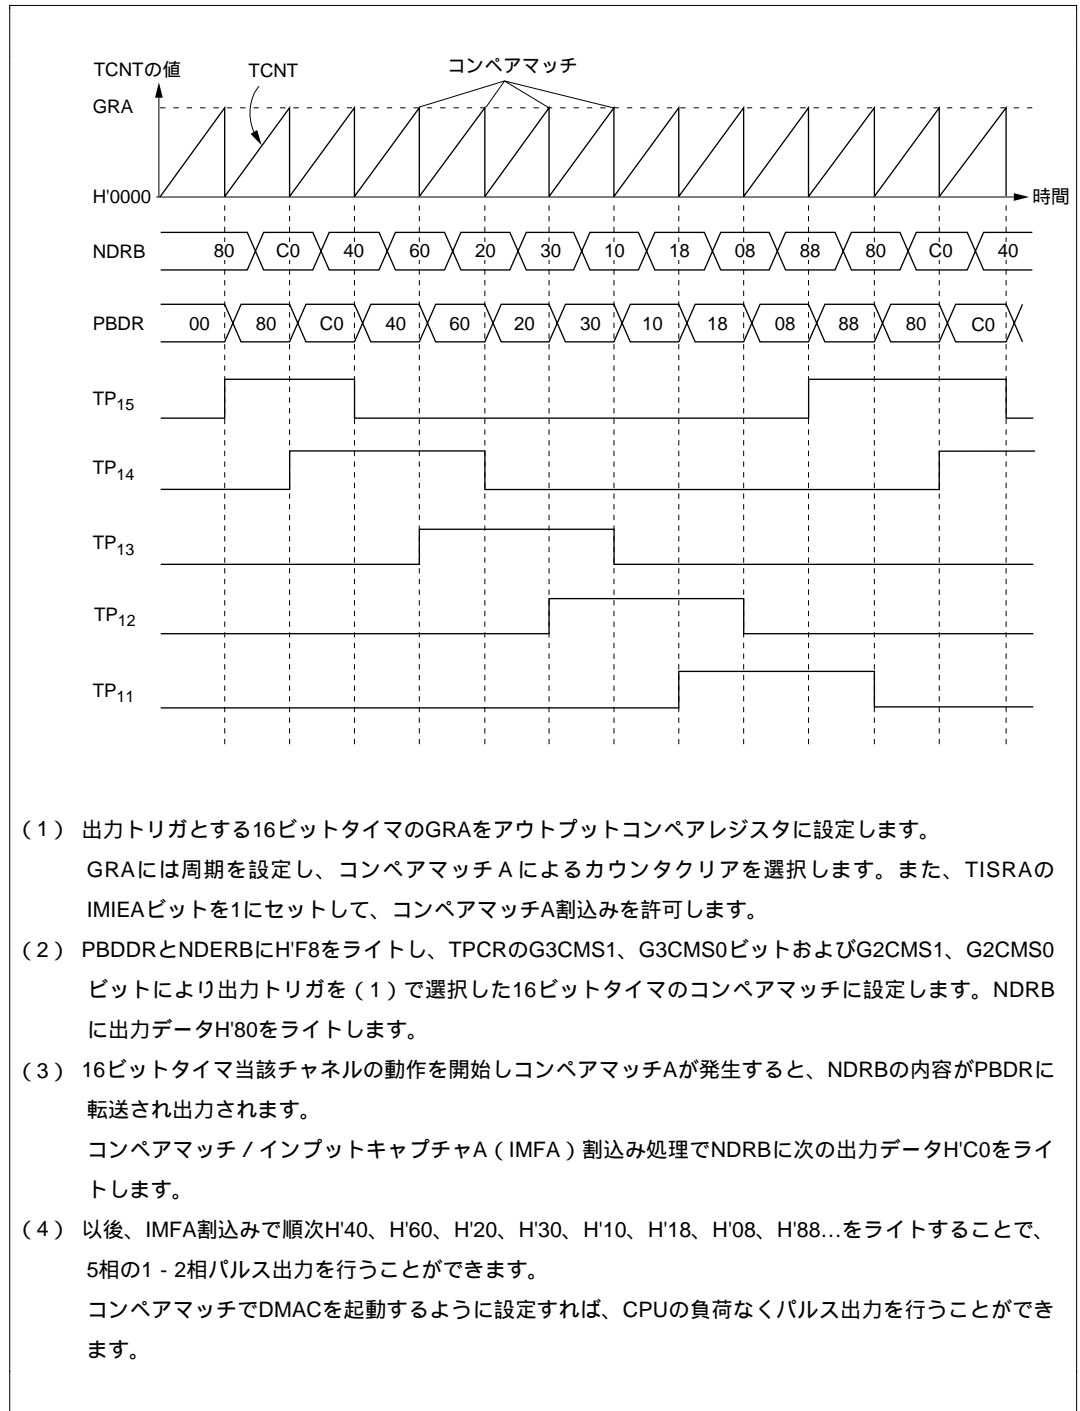 TCNTの値 TCNT コンペアマッチ
GRA
H'0000 時間
NDRB 80 C0 40 60 20 30 10 18 08 88 80 C0 40
PBDR 00 80 C0 40 60 20 30 10 18 08 88 80 C0
TP15
TP14
TP13
TP12
TP11
（1） 出力トリガとする16ビットタイマのGRAをアウトプットコンペアレジスタに設定します。
GRAには周期を設定し、コンペアマッチＡによるカウンタクリアを選択します。また、TISRAの
IMIEAビットを1にセットして、コンペアマッチA割込みを許可します。
（2） PBDDRとNDERBにH'F8をライトし、TPCRのG3CMS1、G3CMS0ビットおよびG2CMS1、G2CMS0
ビットにより出力トリガを（1）で選択した16ビットタイマのコンペアマッチに設定します。NDRB
に出力データH'80をライトします。
（3） 16ビットタイマ当該チャネルの動作を開始しコンペアマッチAが発生すると、NDRBの内容がPBDRに
転送され出力されます。
コンペアマッチ / インプットキャプチャA（IMFA）割込み処理でNDRBに次の出力データH'C0をライ
トします。
（4） 以後、IMFA割込みで順次H'40、H'60、H'20、H'30、H'10、H'18、H'08、H'88…をライトすることで、
5相の1 - 2相パルス出力を行うことができます。
コンペアマッチでDMACを起動するように設定すれば、CPUの負荷なくパルス出力を行うことができ
ます。